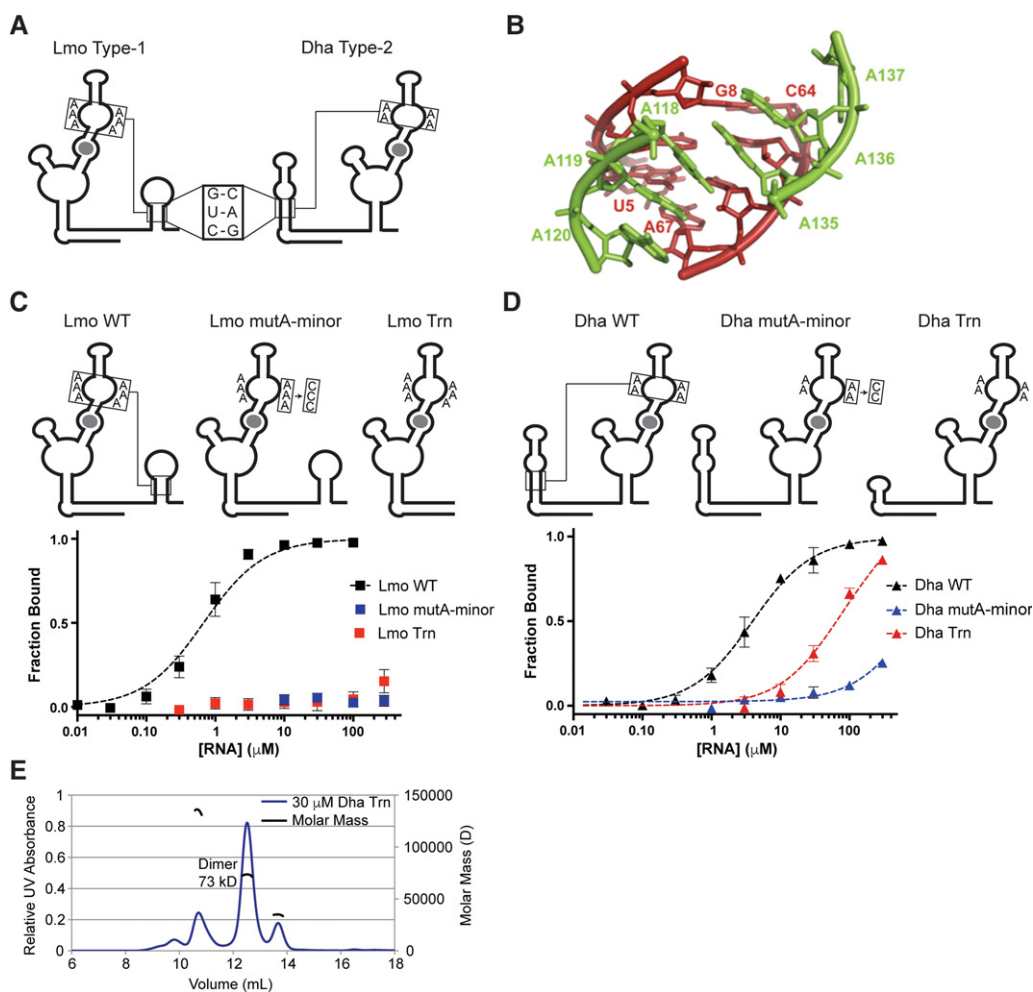 A
Lmo Type-1
Dha Type-2
A A A
A A A
A A A
A A A
G-C
U-A
C-G
B
G8
C64
A137
A118
A119
A136
U5
A67
A135
A120
C
Lmo WT
Lmo mutA-minor
Lmo Trn
A A A
A A A
A A A
A A A
→
C C C
A A A
A A A
Fraction Bound
1.0
0.5
0.0
0.01
0.10
1
10
100
[RNA] (μM)
Lmo WT
Lmo mutA-minor
Lmo Trn
D
Dha WT
Dha mutA-minor
Dha Trn
A A A
A A
A A A
A A
→
C C
A A A
A A
Fraction Bound
1.0
0.5
0.0
0.01
0.1
1
10
100
[RNA] (μM)
Dha WT
Dha mutA-minor
Dha Trn
E
Relative UV Absorbance
1
0.8
0.6
0.4
0.2
0
6
8
10
12
14
16
18
Volume (mL)
30 μM Dha Trn
Molar Mass
Dimer
73 kD
150000
100000
50000
0
Molar Mass (D)